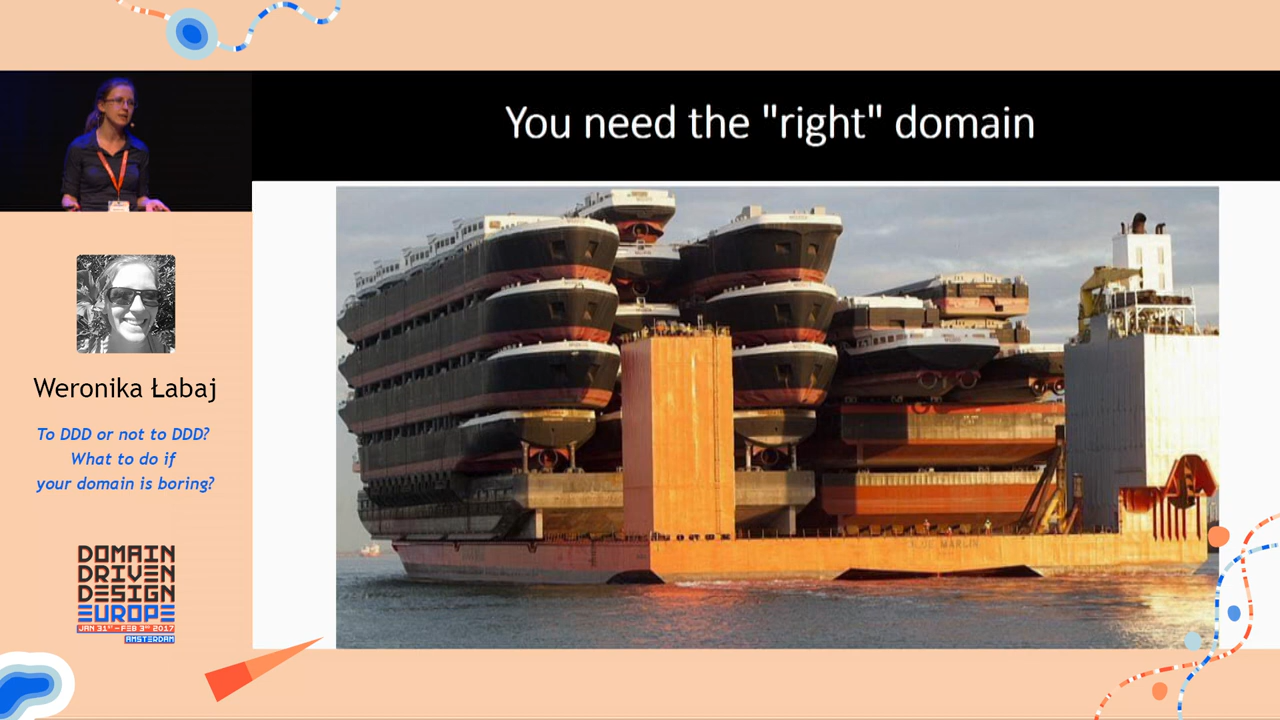 You need the "right" domain
Weronika Łabaj
To DDD or not to DDD?
What to do if
your domain is boring?
DOMAIN
DRIVEN
DESIGN
EUROPE
JAN 31ST-FEB 3RD 2017
AMSTERDAM
BLUE MARLIN